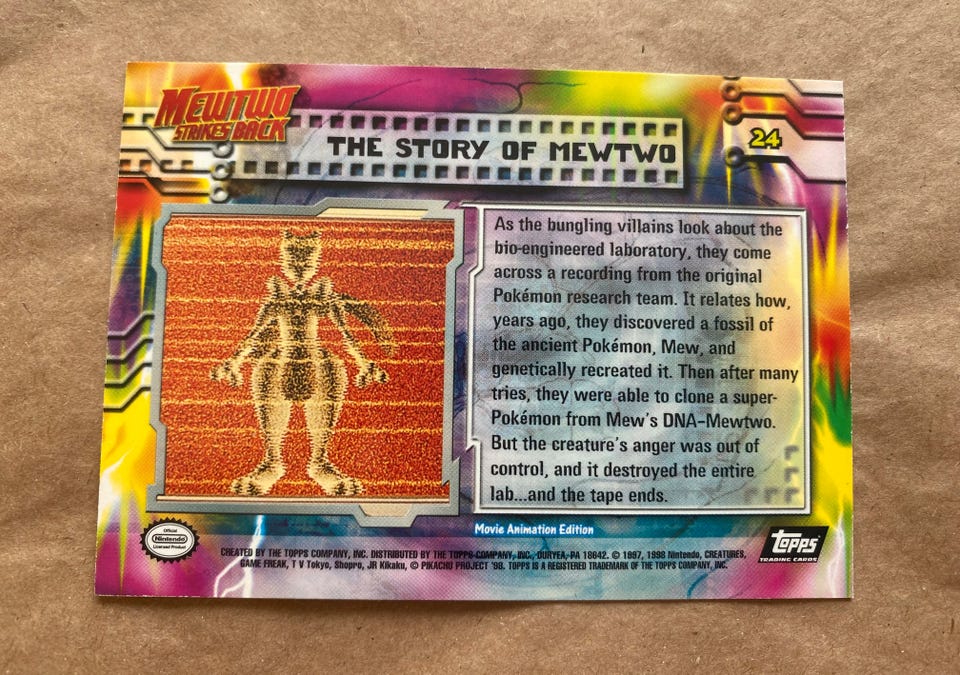 MEWTWO
STRIKES BACK
THE STORY OF MEWTWO
24
As the bungling villains look about the
bio-engineered laboratory, they come
across a recording from the original
Pokémon research team. It relates how,
years ago, they discovered a fossil of
the ancient Pokémon, Mew, and
genetically recreated it. Then after many
tries, they were able to clone a super-
Pokémon from Mew's DNA–Mewtwo.
But the creature's anger was out of
control, and it destroyed the entire
lab...and the tape ends.
Movie Animation Edition
Official
Nintendo
Licensed Product
CREATED BY THE TOPPS COMPANY, INC. DISTRIBUTED BY THE TOPPS COMPANY, INC. DURYEA, PA 18642. © 1997, 1998 Nintendo, CREATURES,
GAME FREAK, T V Tokyo, Shopro, JR Kikaku, © PIKACHU PROJECT '98. TOPPS IS A REGISTERED TRADEMARK OF THE TOPPS COMPANY, INC.
topps
TRADING CARDS